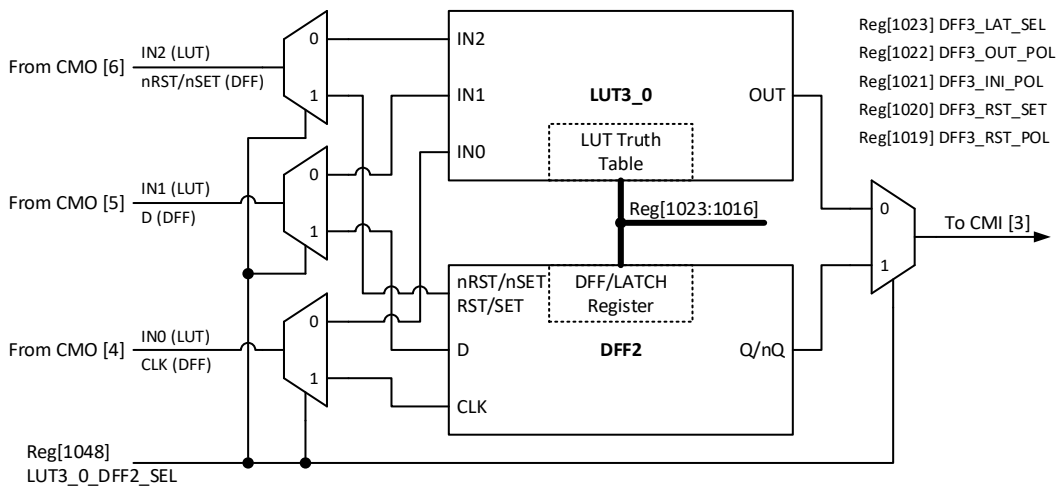 From CMO [6]
IN2 (LUT)
nRST/nSET (DFF)
0
1
From CMO [5]
IN1 (LUT)
D (DFF)
0
1
From CMO [4]
IN0 (LUT)
CLK (DFF)
0
1
Reg[1048]
LUT3_0_DFF2_SEL
IN2
IN1
IN0
LUT3_0
OUT
LUT Truth
Table
Reg[1023:1016]
nRST/nSET
RST/SET
D
CLK
DFF/LATCH
Register
DFF2
Q/nQ
0
1
To CMI [3]
Reg[1023] DFF3_LAT_SEL
Reg[1022] DFF3_OUT_POL
Reg[1021] DFF3_INI_POL
Reg[1020] DFF3_RST_SET
Reg[1019] DFF3_RST_POL